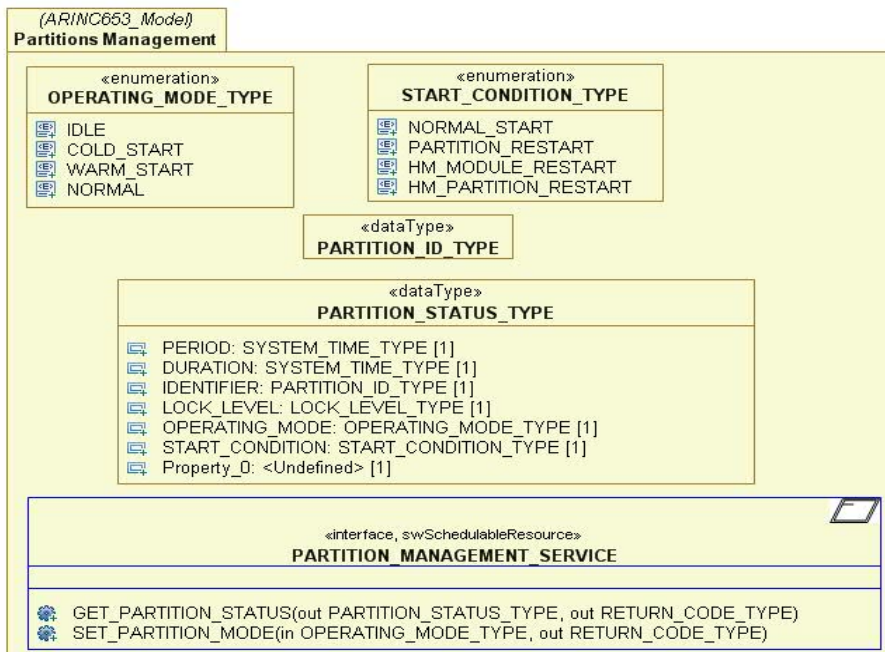 (ARINC653_Model)
Partitions Management
«enumeration»
OPERATING_MODE_TYPE
IDLE
COLD_START
WARM_START
NORMAL
«enumeration»
START_CONDITION_TYPE
NORMAL_START
PARTITION_RESTART
HM_MODULE_RESTART
HM_PARTITION_RESTART
«dataType»
PARTITION_ID_TYPE
«dataType»
PARTITION_STATUS_TYPE
PERIOD: SYSTEM_TIME_TYPE [1]
DURATION: SYSTEM_TIME_TYPE [1]
IDENTIFIER: PARTITION_ID_TYPE [1]
LOCK_LEVEL: LOCK_LEVEL_TYPE [1]
OPERATING_MODE: OPERATING_MODE_TYPE [1]
START_CONDITION: START_CONDITION_TYPE [1]
Property_0: <Undefined> [1]
«interface, swSchedulableResource»
PARTITION_MANAGEMENT_SERVICE
GET_PARTITION_STATUS(out PARTITION_STATUS_TYPE, out RETURN_CODE_TYPE)
SET_PARTITION_MODE(in OPERATING_MODE_TYPE, out RETURN_CODE_TYPE)